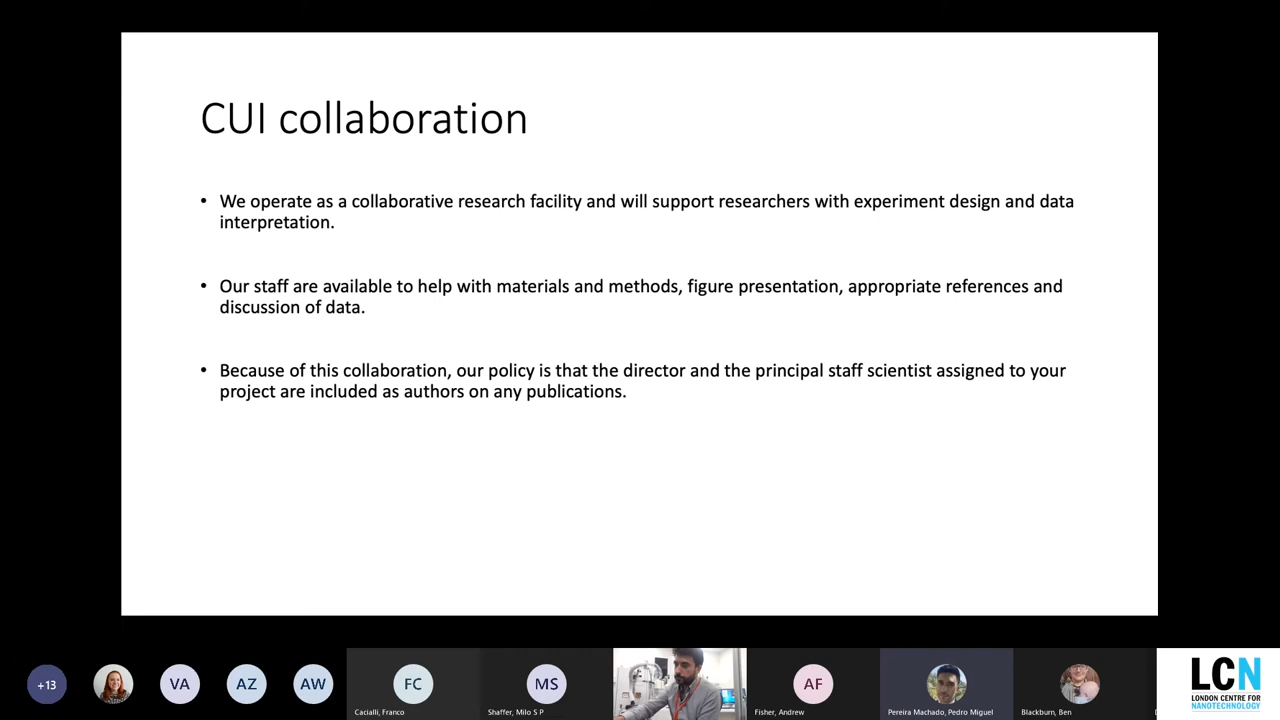 CUI collaboration
• We operate as a collaborative research facility and will support researchers with experiment design and data
interpretation.
• Our staff are available to help with materials and methods, figure presentation, appropriate references and
discussion of data.
• Because of this collaboration, our policy is that the director and the principal staff scientist assigned to your
project are included as authors on any publications.
+13
VA
AZ
AW
FC
Cacialli, Franco
MS
Shaffer, Milo S P
AF
Fisher, Andrew
Pereira Machado, Pedro Miguel
Blackburn, Ben
LCN
LONDON CENTRE FOR
NANOTECHNOLOGY